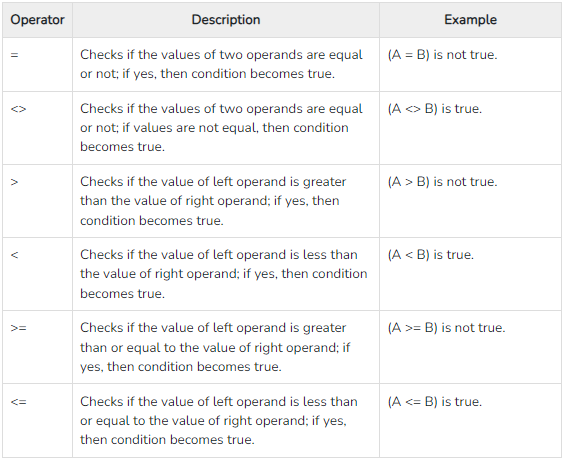 Operator Description Example
= Checks if the values of two operands are equal (A = B) is not true.
or not; if yes, then condition becomes true.
<> Checks if the values of two operands are equal (A <> B) is true.
or not; if values are not equal, then condition
becomes true.
> Checks if the value of left operand is greater (A > B) is not true.
than the value of right operand; if yes, then
condition becomes true.
< Checks if the value of left operand is less than (A < B) is true.
the value of right operand; if yes, then condition
becomes true.
>= Checks if the value of left operand is greater (A >= B) is not true.
than or equal to the value of right operand; if
yes, then condition becomes true.
<= Checks if the value of left operand is less than (A <= B) is true.
or equal to the value of right operand; if yes,
then condition becomes true.